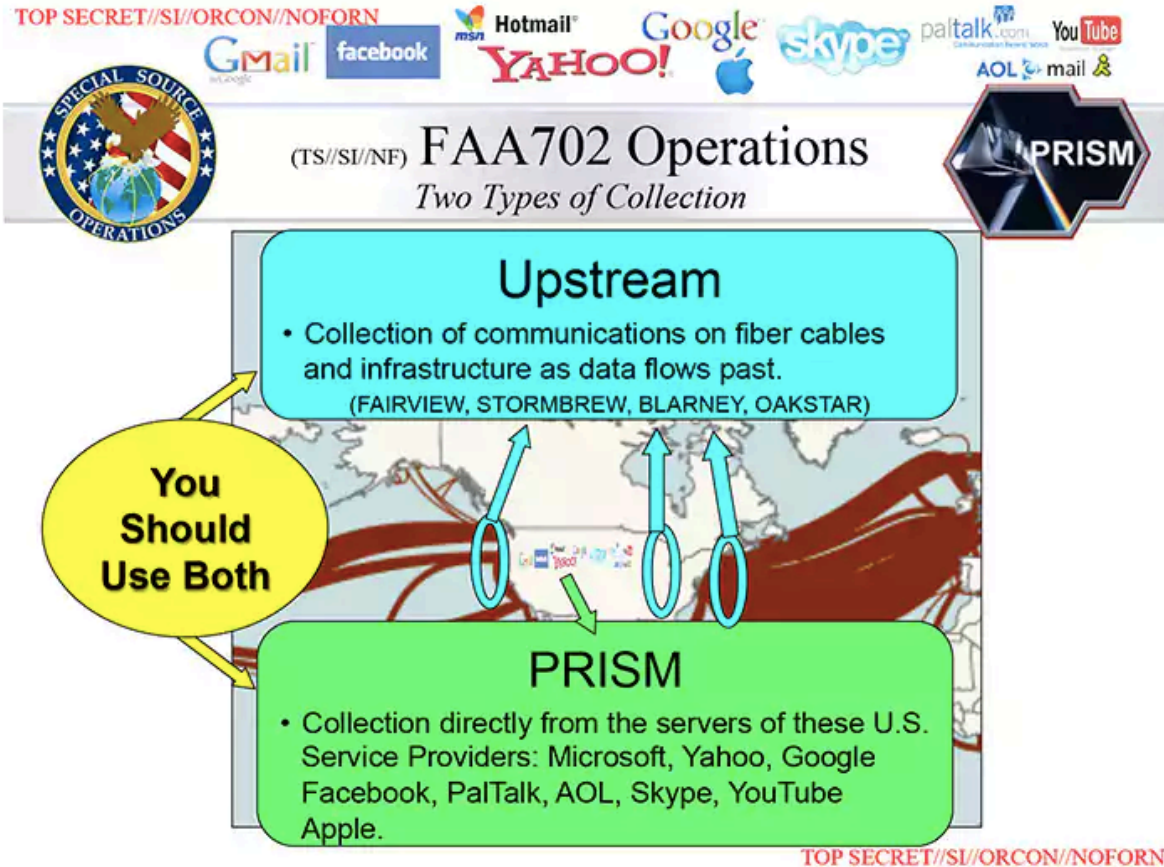 TOP SECRET//SI//ORCON//NOFORN
Gmail
by Google
facebook
msn
Hotmail
YAHOO!
Google
skype
paltalk.com
YouTube
AOL mail
SPECIAL SOURCE OPERATIONS
(TS//SI//NF) FAA702 Operations
Two Types of Collection
PRISM
Upstream
• Collection of communications on fiber cables
and infrastructure as data flows past.
(FAIRVIEW, STORMBREW, BLARNEY, OAKSTAR)
You
Should
Use Both
YAHOO!
PRISM
• Collection directly from the servers of these U.S.
Service Providers: Microsoft, Yahoo, Google
Facebook, PalTalk, AOL, Skype, YouTube
Apple.
TOP SECRET//SI//ORCON//NOFORN